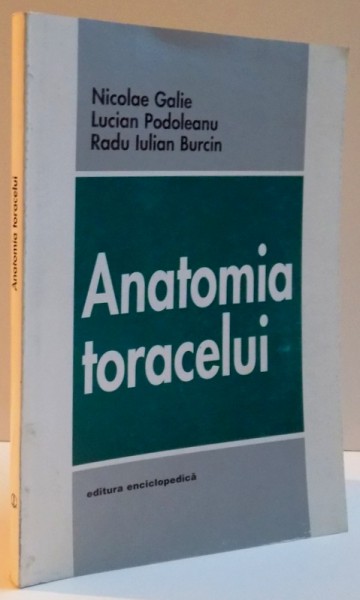 Nicolae Galie
Lucian Podoleanu
Radu Iulian Burcin
Anatomia
toracelui
editura enciclopedică
Anatomia toracelui